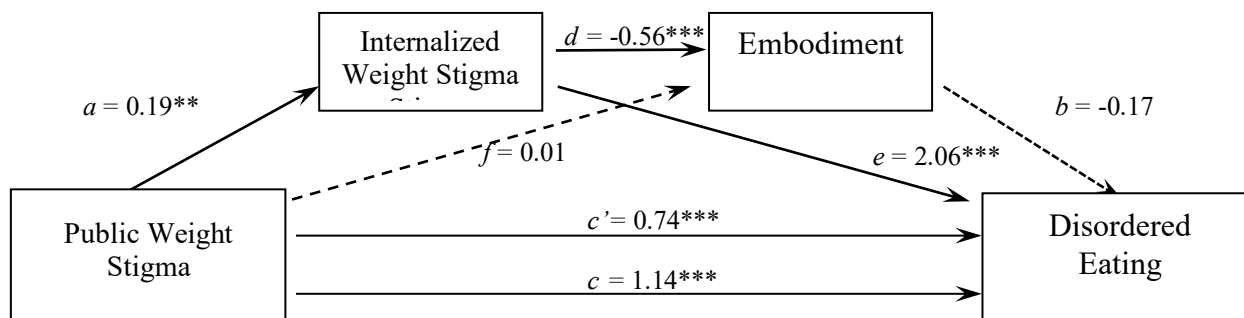 Internalized
Weight Stigma
d = -0.56***
Embodiment
a = 0.19**
f = 0.01
b = -0.17
e = 2.06***
Public Weight
Stigma
c’= 0.74***
c = 1.14***
Disordered
Eating